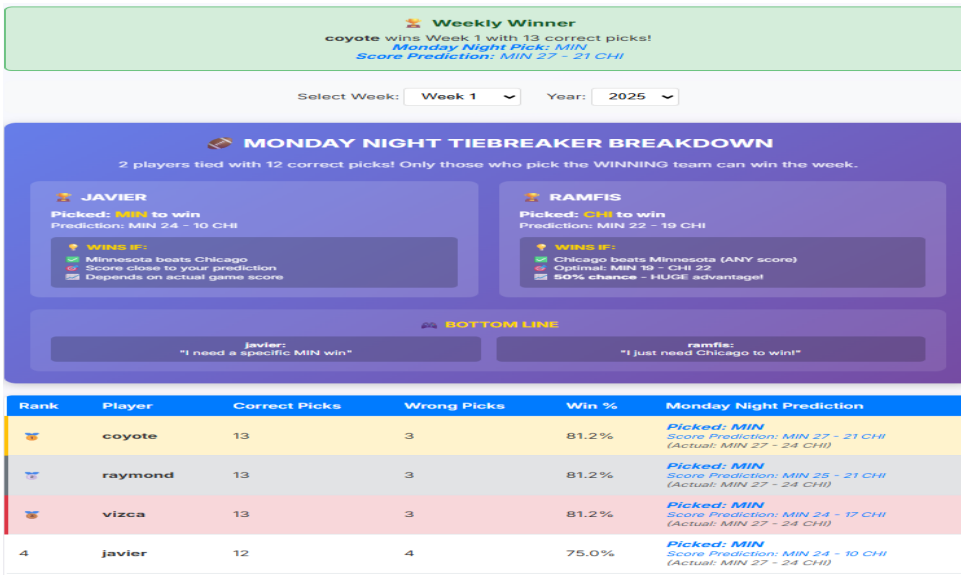 Weekly Winner
coyote wins Week 1 with 13 correct picks!
Monday Night Pick: MIN
Score Prediction: MIN 27 - 21 CHI
Select Week: Week 1 Year: 2025
MONDAY NIGHT TIEBREAKER BREAKDOWN
2 players tied with 12 correct picks! Only those who pick the WINNING team can win the week.
JAVIER
Picked: MIN to win
Prediction: MIN 24 - 10 CHI
WINS IF:
Minnesota beats Chicago
Score close to your prediction
Depends on actual game score
RAMFIS
Picked: CHI to win
Prediction: MIN 22 - 19 CHI
WINS IF:
Chicago beats Minnesota (ANY score)
Optimal: MIN 19 - CHI 22
50% chance - HUGE advantage!
BOTTOM LINE
javier:
"I need a specific MIN win"
ramfis:
"I just need Chicago to win!"
Rank Player Correct Picks Wrong Picks Win % Monday Night Prediction
coyote 13 3 81.2% Picked: MIN
Score Prediction: MIN 27 - 21 CHI
(Actual: MIN 27 - 24 CHI)
raymond 13 3 81.2% Picked: MIN
Score Prediction: MIN 25 - 21 CHI
(Actual: MIN 27 - 24 CHI)
vizca 13 3 81.2% Picked: MIN
Score Prediction: MIN 24 - 17 CHI
(Actual: MIN 27 - 24 CHI)
4 javier 12 4 75.0% Picked: MIN
Score Prediction: MIN 24 - 10 CHI
(Actual: MIN 27 - 24 CHI)